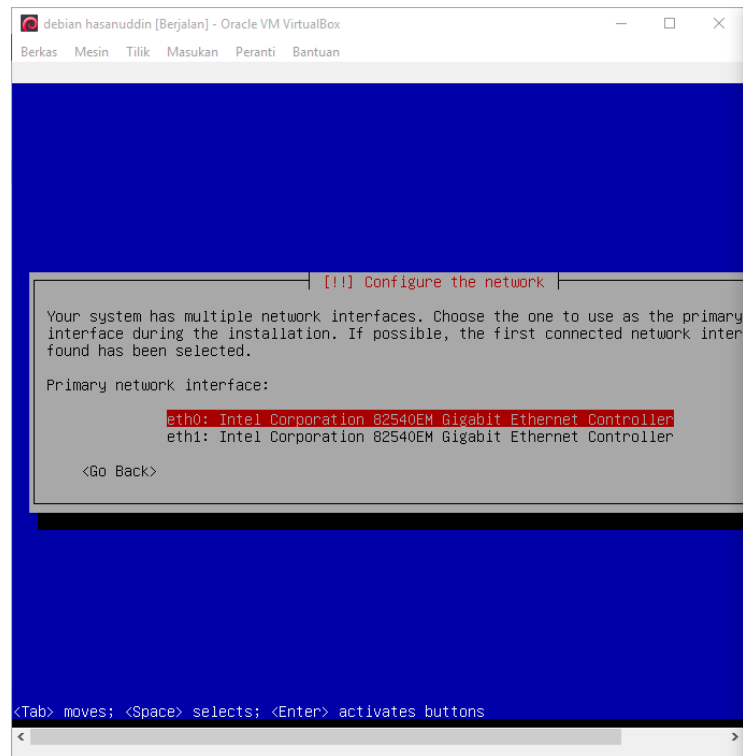 debian hasanuddin [Berjalan] - Oracle VM VirtualBox
Berkas Mesin Tilik Masukan Peranti Bantuan
[!!] Configure the network
Your system has multiple network interfaces. Choose the one to use as the primary
interface during the installation. If possible, the first connected network inter
found has been selected.
Primary network interface:
eth0: Intel Corporation 82540EM Gigabit Ethernet Controller
eth1: Intel Corporation 82540EM Gigabit Ethernet Controller
<Go Back>
<Tab> moves; <Space> selects; <Enter> activates buttons